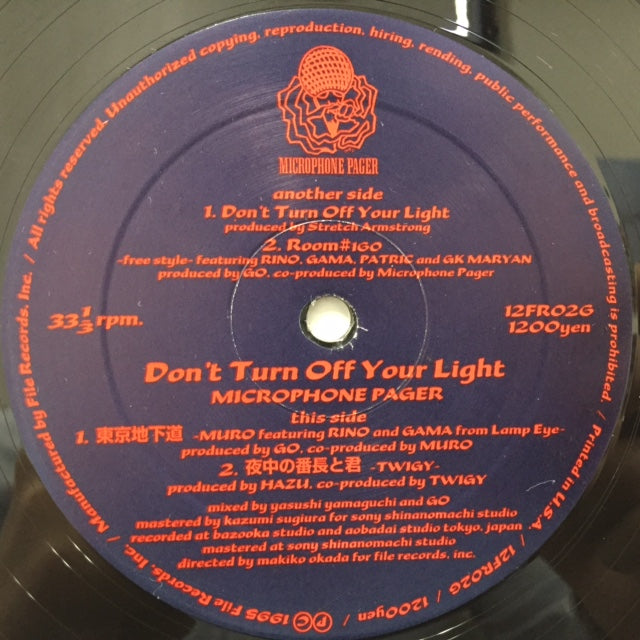 MICROPHONE PAGER
another side
1. Don't Turn Off Your Light
produced by Stretch Armstrong
2. Room#1GO
-free style- featuring RINO, GAMA, PATRIC and GK MARYAN
produced by GO, co-produced by Microphone Pager
33 1/3 rpm.
12FR026
1200yen
Don't Turn Off Your Light
MICROPHONE PAGER
this side
1. 東京地下道 -MURO featuring RINO and GAMA from Lamp Eye-
produced by GO, co-produced by MURO
2. 夜中の番長と君 -TWIGY-
produced by HAZU, co-produced by TWIGY
mixed by yasushi yamaguchi and GO
mastered by kazumi sugiura for sony shinanomachi studio
recorded at bazooka studio and aobadai studio tokyo, japan
mastered at sony shinanomachi studio
directed by makiko okada for file records, inc.
Ⓟ Ⓒ 1995 File Records, Inc. / Manufactured by File Records, Inc. / All rights reserved. Unauthorized copying, reproduction, hiring, rending, public performance and broadcasting is prohibited. / Printed in U.S.A. / 12FR026 / 1200yen /